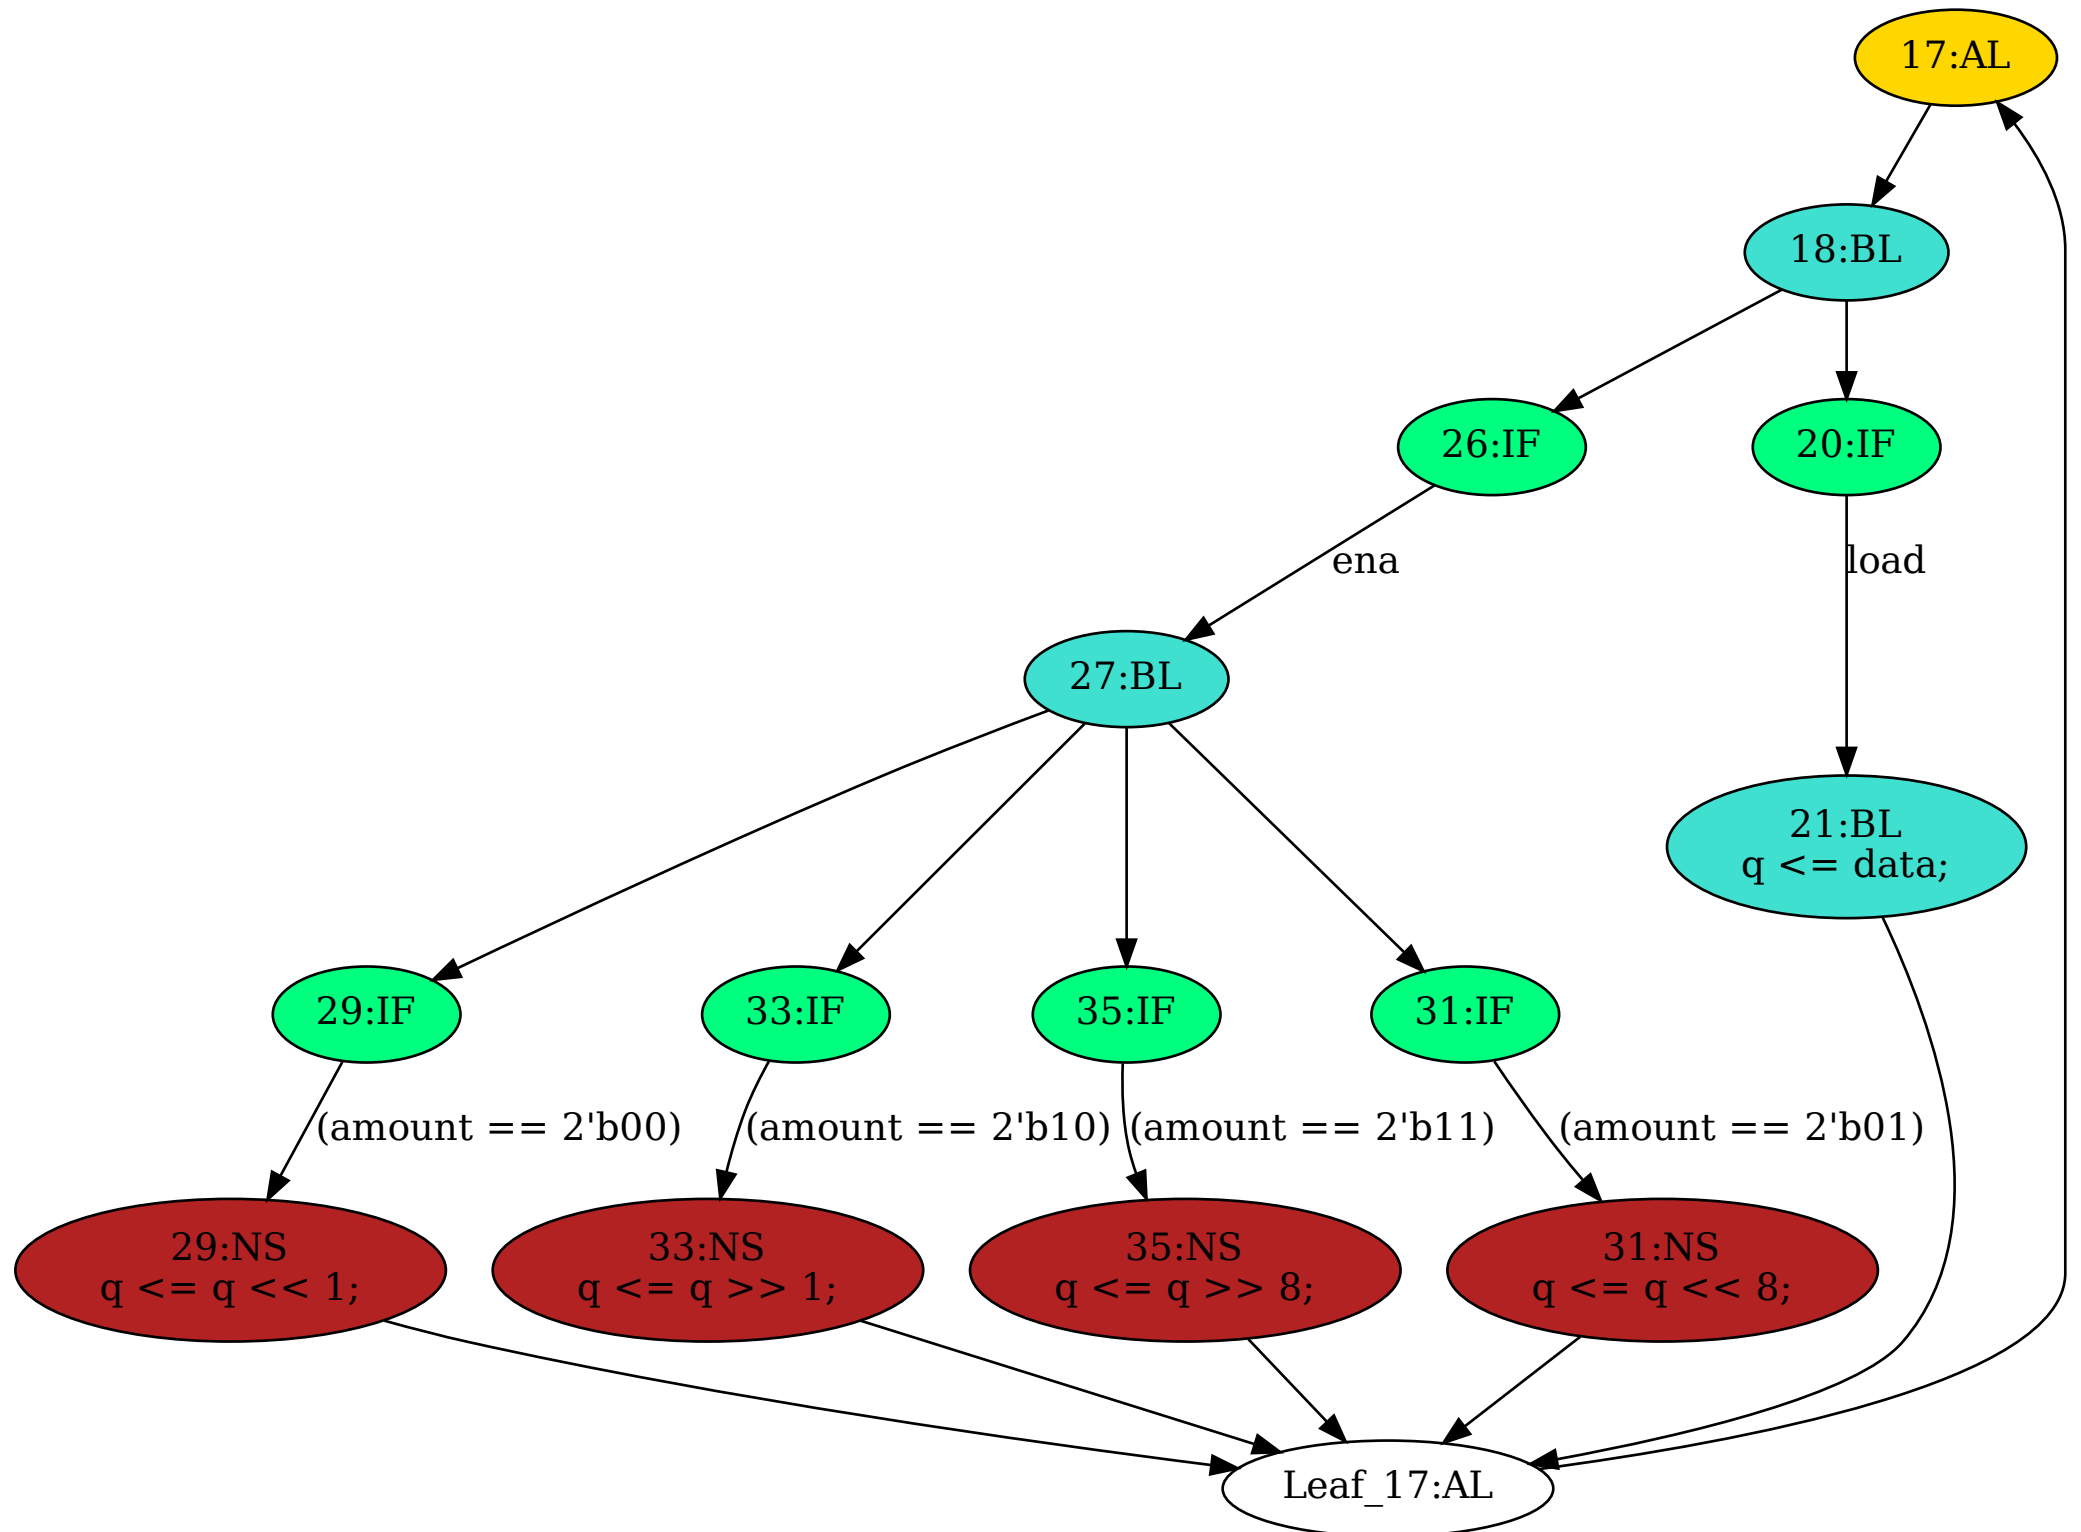 17:AL
18:BL
26:IF
20:IF
ena
load
27:BL
21:BL
q <= data;
29:IF
33:IF
35:IF
31:IF
(amount == 2'b00)
(amount == 2'b10)
(amount == 2'b11)
(amount == 2'b01)
29:NS
q <= q << 1;
33:NS
q <= q >> 1;
35:NS
q <= q >> 8;
31:NS
q <= q << 8;
Leaf_17:AL